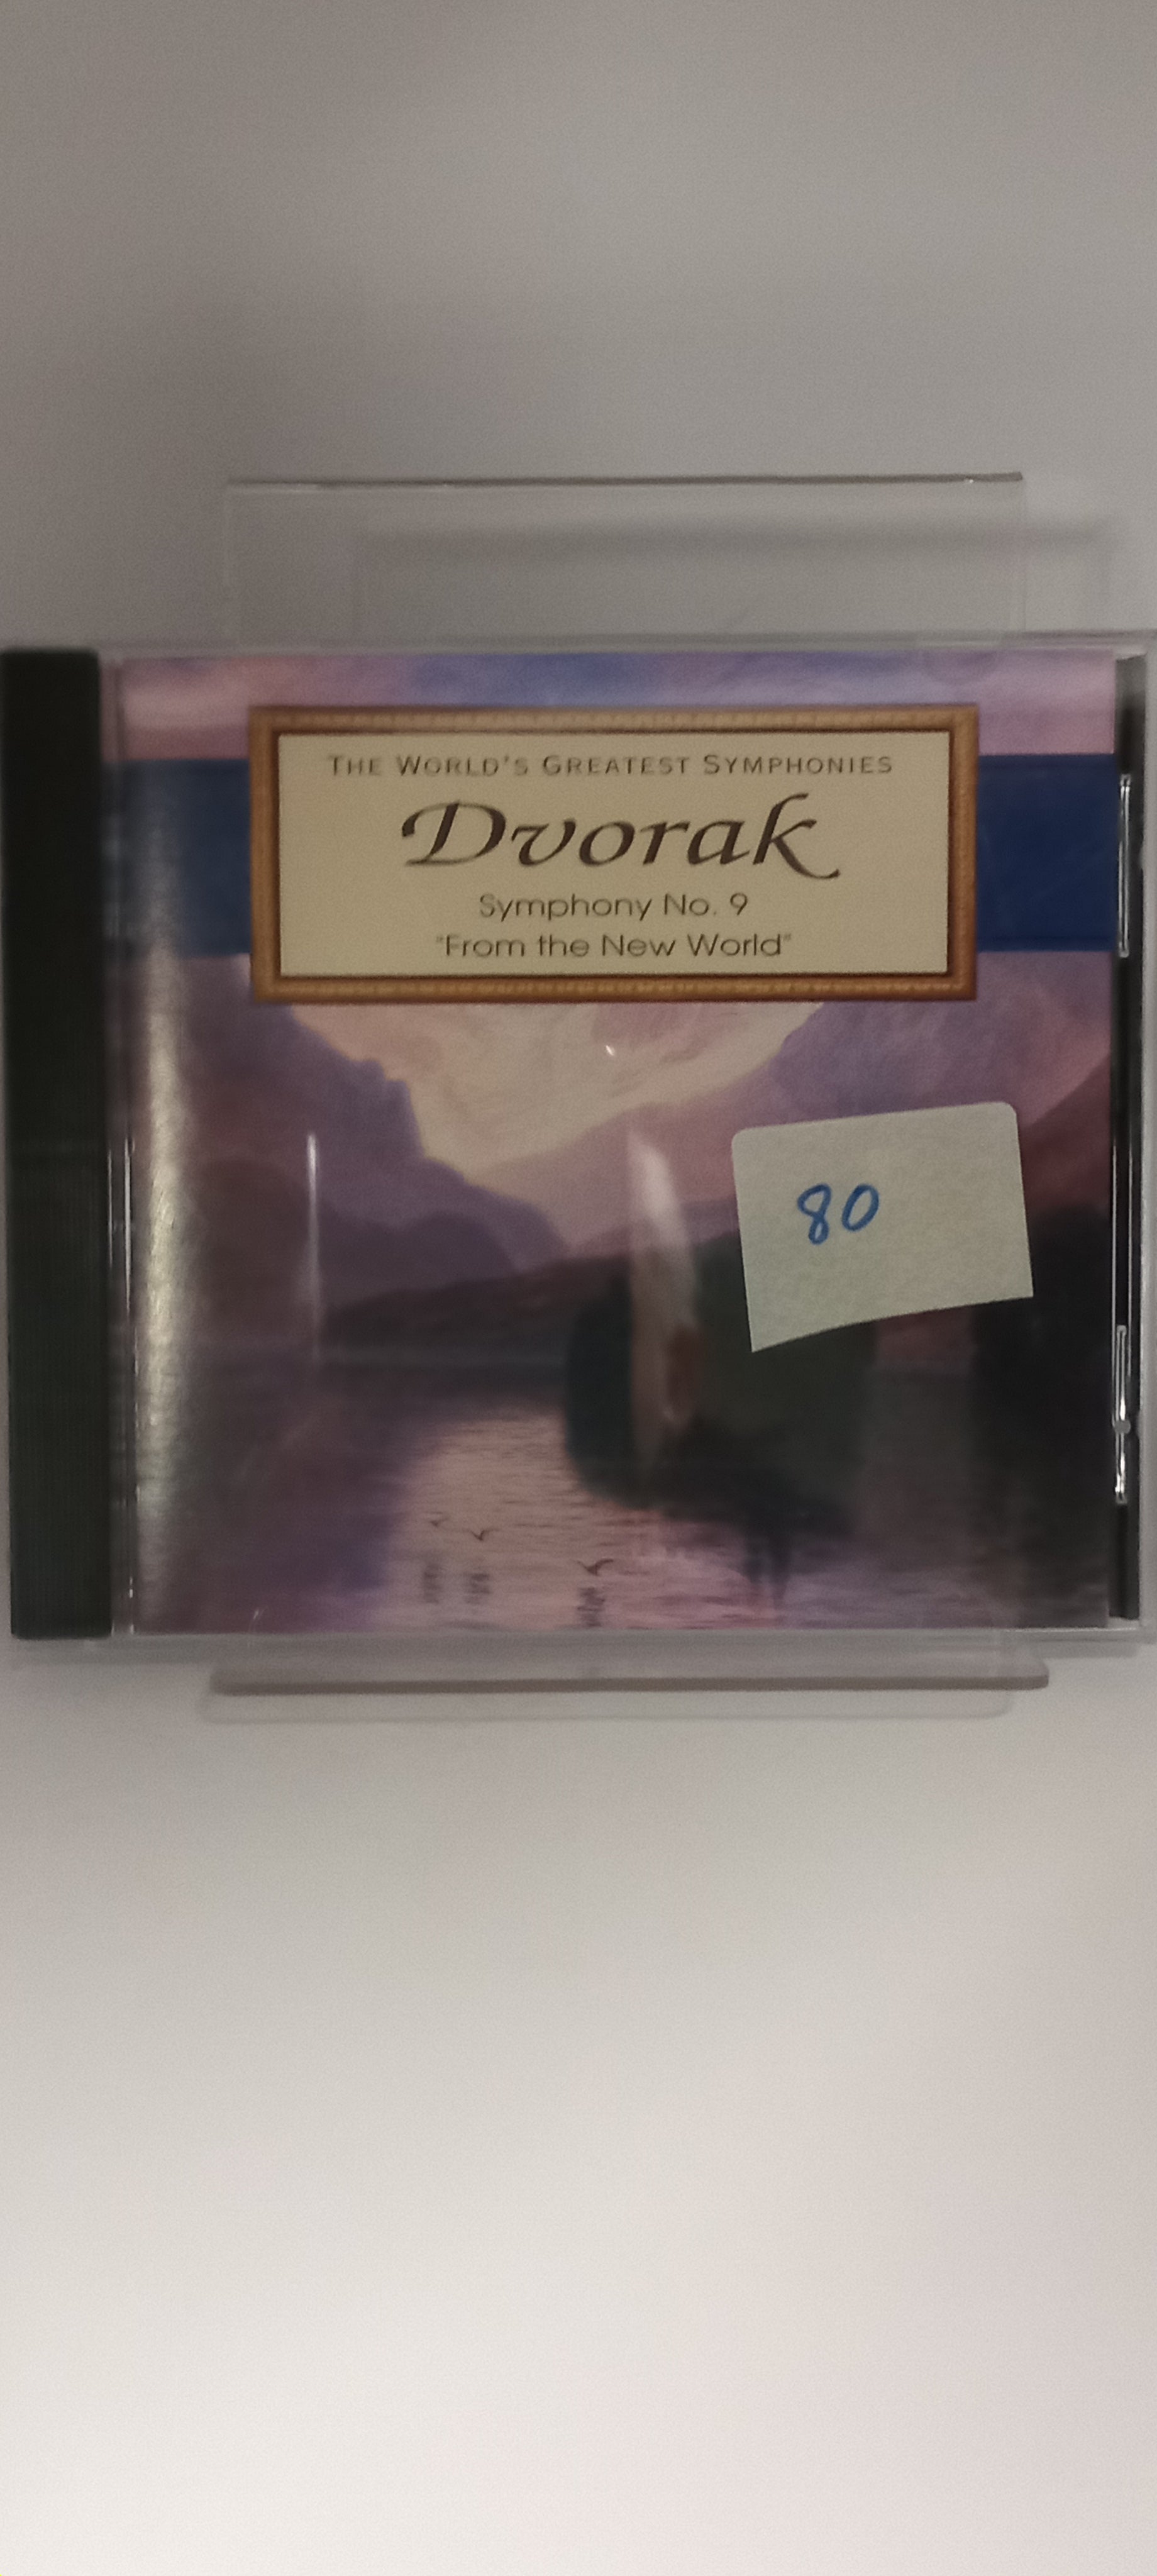 THE WORLD'S GREATEST SYMPHONIES
Dvorak
Symphony No. 9
"From the New World"
80